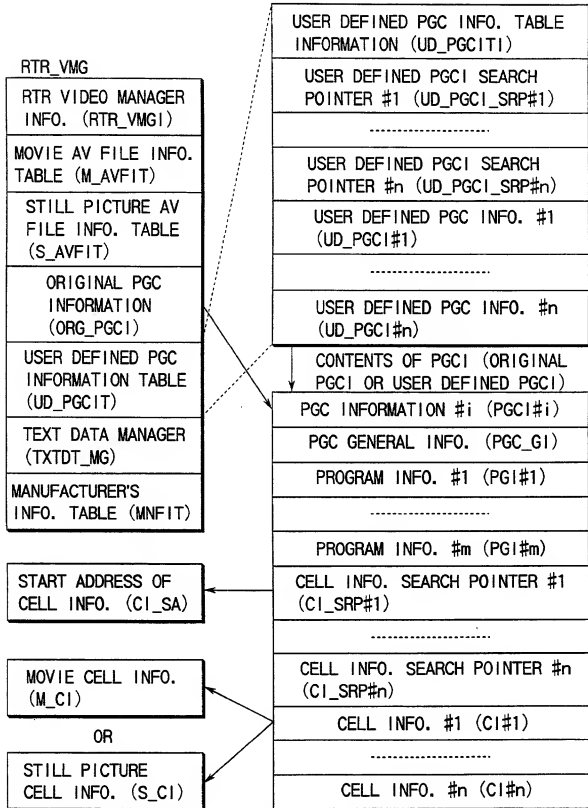 RTR_VMG
RTR VIDEO MANAGER
INFO. (RTR_VMGI)
MOVIE AV FILE INFO.
TABLE (M_AVFIT)
STILL PICTURE AV
FILE INFO. TABLE
(S_AVFIT)
ORIGINAL PGC
INFORMATION
(ORG_PGCI)
USER DEFINED PGC
INFORMATION TABLE
(UD_PGCIT)
TEXT DATA MANAGER
(TXTDT_MG)
MANUFACTURER'S
INFO. TABLE (MNFIT)
START ADDRESS OF
CELL INFO. (CI_SA)
MOVIE CELL INFO.
(M_CI)
OR
STILL PICTURE
CELL INFO. (S_CI)
USER DEFINED PGC INFO. TABLE
INFORMATION (UD_PGCITI)
USER DEFINED PGCI SEARCH
POINTER #1 (UD_PGCI_SRP#1)
USER DEFINED PGCI SEARCH
POINTER #n (UD_PGCI_SRP#n)
USER DEFINED PGC INFO. #1
(UD_PGCI#1)
USER DEFINED PGC INFO. #n
(UD_PGCI#n)
CONTENTS OF PGCI (ORIGINAL
PGCI OR USER DEFINED PGCI)
PGC INFORMATION #i (PGCI#i)
PGC GENERAL INFO. (PGC_GI)
PROGRAM INFO. #1 (PGI#1)
PROGRAM INFO. #m (PGI#m)
CELL INFO. SEARCH POINTER #1
(CI_SRP#1)
CELL INFO. SEARCH POINTER #n
(CI_SRP#n)
CELL INFO. #1 (CI#1)
CELL INFO. #n (CI#n)